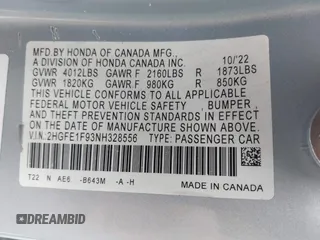 MFD.BY HONDA OF CANADA MFG.,
A DIVISION OF HONDA CANADA INC. 10/'22
GVWR 4012LBS GAWR F 2160LBS R 1873LBS
GVWR 1820KG GAWR F 980KG R 850KG
THIS VEHICLE CONFORMS TO ALL APPLICABLE
FEDERAL MOTOR VEHICLE SAFETY, BUMPER, AND
THEFT PREVENTION STANDARDS IN EFFECT ON THE
DATE OF MANUFACTURE SHOWN ABOVE.
V.I.N: 2HGFE1F93NH328556 TYPE: PASSENGER CAR
T22 N AE6 -B643M -A -H
MADE IN CANADA
© DREAMBID